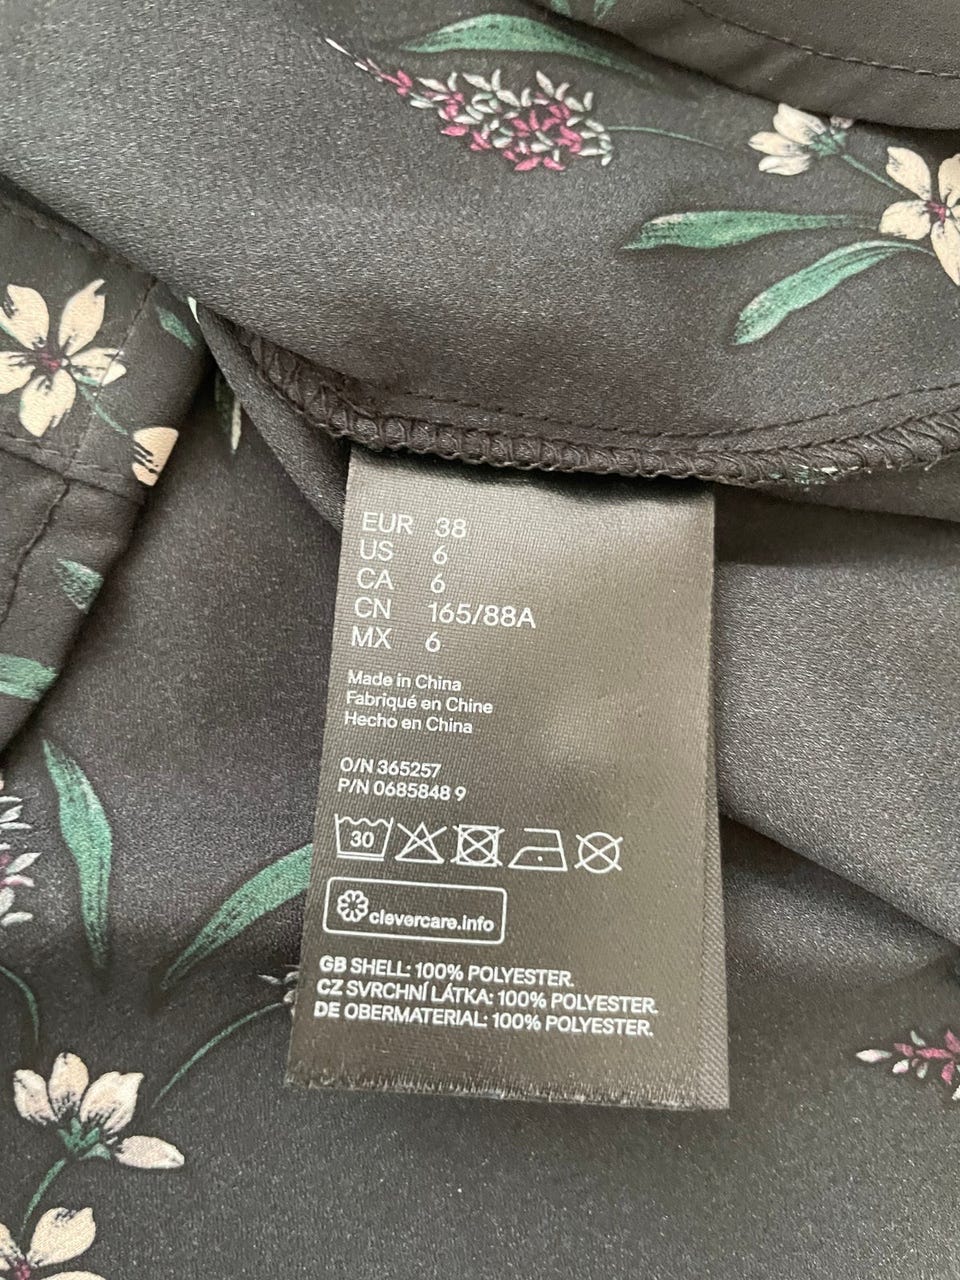 EUR 38
US 6
CA 6
CN 165/88A
MX 6
Made in China
Fabriqué en Chine
Hecho en China
O/N 365257
P/N 0685848 9
30
clevercare.info
GB SHELL: 100% POLYESTER.
CZ SVRCHNÍ LÁTKA: 100% POLYESTER.
DE OBERMATERIAL: 100% POLYESTER.